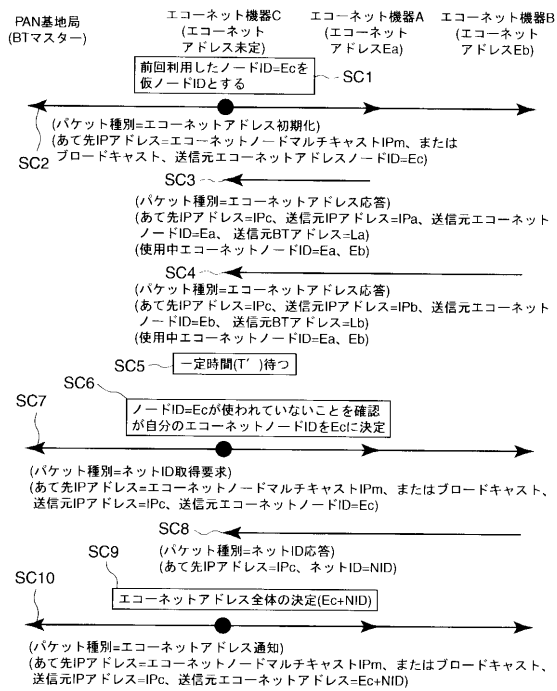 PAN基地局
(BTマスター)
エコーネット機器C
(エコーネット
アドレス未定)
エコーネット機器A
(エコーネット
アドレスEa)
エコーネット機器B
(エコーネット
アドレスEb)
前回利用したノードID=Ecを
仮ノードIDとする
SC1
SC2
(パケット種別=エコーネットアドレス初期化)
(あて先IPアドレス=エコーネットノードマルチキャストIPm、または
ブロードキャスト、送信元エコーネットアドレスノードID=Ec)
SC3
(パケット種別=エコーネットアドレス応答)
(あて先IPアドレス=IPc、送信元IPアドレス=IPa、送信元エコーネット
ノードID=Ea、 送信元BTアドレス=La)
(使用中エコーネットノードID=Ea、Eb)
SC4
(パケット種別=エコーネットアドレス応答)
(あて先IPアドレス=IPc、送信元IPアドレス=IPb、送信元エコーネット
ノードID=Eb、 送信元BTアドレス=Lb)
(使用中エコーネットノードID=Ea、Eb)
SC5
一定時間(T')待つ
SC6
SC7
ノードID=Ecが使われていないことを確認
が自分のエコーネットノードIDをEcに決定
(パケット種別=ネットID取得要求)
(あて先IPアドレス=エコーネットノードマルチキャストIPm、またはブロードキャスト、
送信元IPアドレス=IPc、送信元エコーネットノードID=Ec)
SC8
(パケット種別=ネットID応答)
(あて先IPアドレス=IPc、ネットID=NID)
SC9
SC10
エコーネットアドレス全体の決定(Ec+NID)
(パケット種別=エコーネットアドレス通知)
(あて先IPアドレス=エコーネットノードマルチキャストIPm、またはブロードキャスト、
送信元IPアドレス=IPc、送信元エコーネットアドレス=Ec+NID)